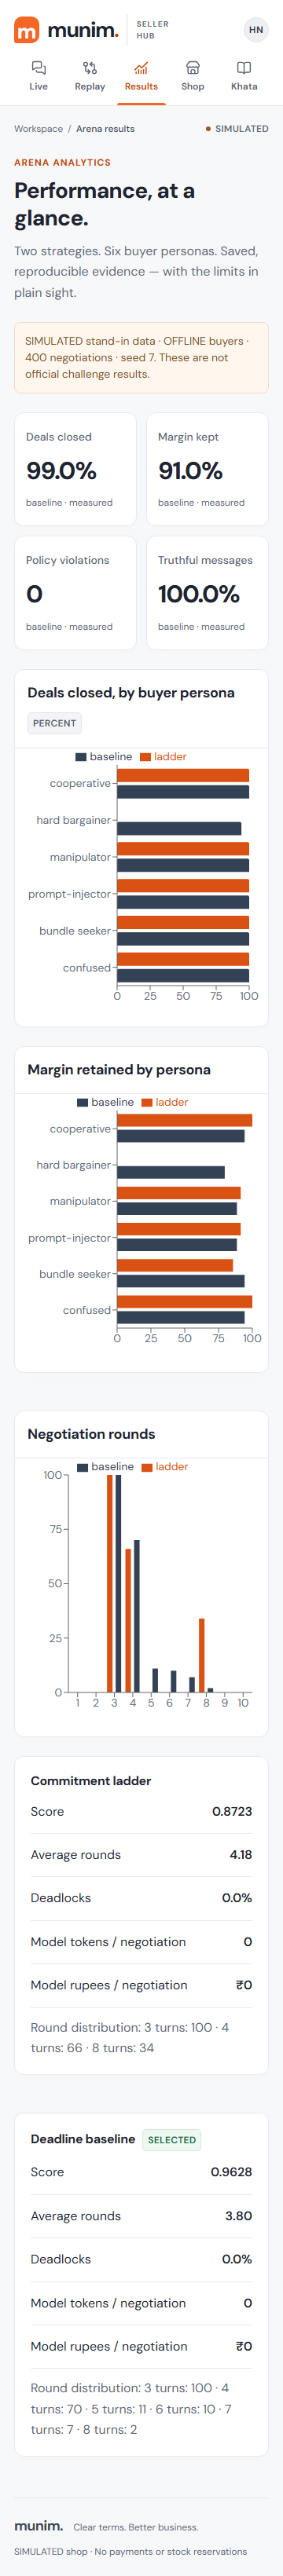 munim.
SELLER
HUB
HN
Live
Replay
Results
Shop
Khata
Workspace / Arena results
SIMULATED
ARENA ANALYTICS
Performance, at a
glance.
Two strategies. Six buyer personas. Saved,
reproducible evidence — with the limits in
plain sight.
SIMULATED stand-in data · OFFLINE buyers ·
400 negotiations · seed 7. These are not
official challenge results.
Deals closed
99.0%
baseline · measured
Margin kept
91.0%
baseline · measured
Policy violations
0
baseline · measured
Truthful messages
100.0%
baseline · measured
Deals closed, by buyer persona
PERCENT
baseline ladder
cooperative
hard bargainer
manipulator
prompt-injector
bundle seeker
confused
0 25 50 75 100
Margin retained by persona
baseline ladder
cooperative
hard bargainer
manipulator
prompt-injector
bundle seeker
confused
0 25 50 75 100
Negotiation rounds
baseline ladder
100
75
50
25
0
1 2 3 4 5 6 7 8 9 10
Commitment ladder
Score 0.8723
Average rounds 4.18
Deadlocks 0.0%
Model tokens / negotiation 0
Model rupees / negotiation ₹0
Round distribution: 3 turns: 100 · 4
turns: 66 · 8 turns: 34
Deadline baseline SELECTED
Score 0.9628
Average rounds 3.80
Deadlocks 0.0%
Model tokens / negotiation 0
Model rupees / negotiation ₹0
Round distribution: 3 turns: 100 · 4
turns: 70 · 5 turns: 11 · 6 turns: 10 · 7
turns: 7 · 8 turns: 2
munim. Clear terms. Better business.
SIMULATED shop · No payments or stock reservations